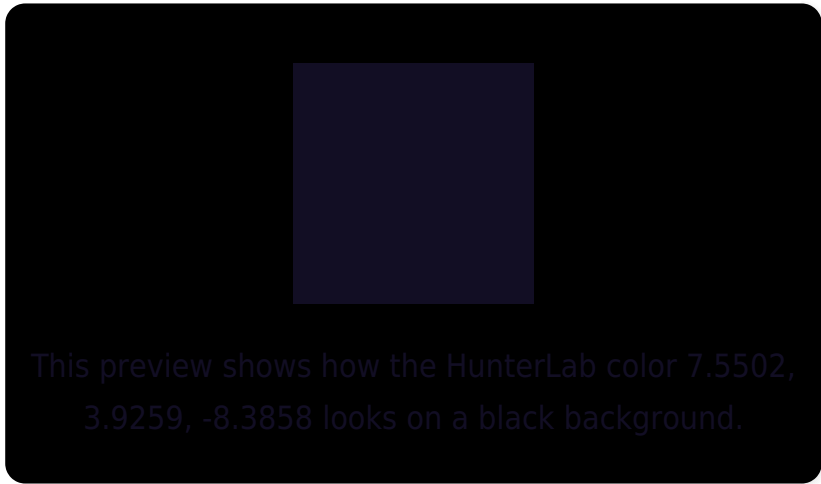 This preview shows how the HunterLab color 7.5502,
3.9259, -8.3858 looks on a black background.